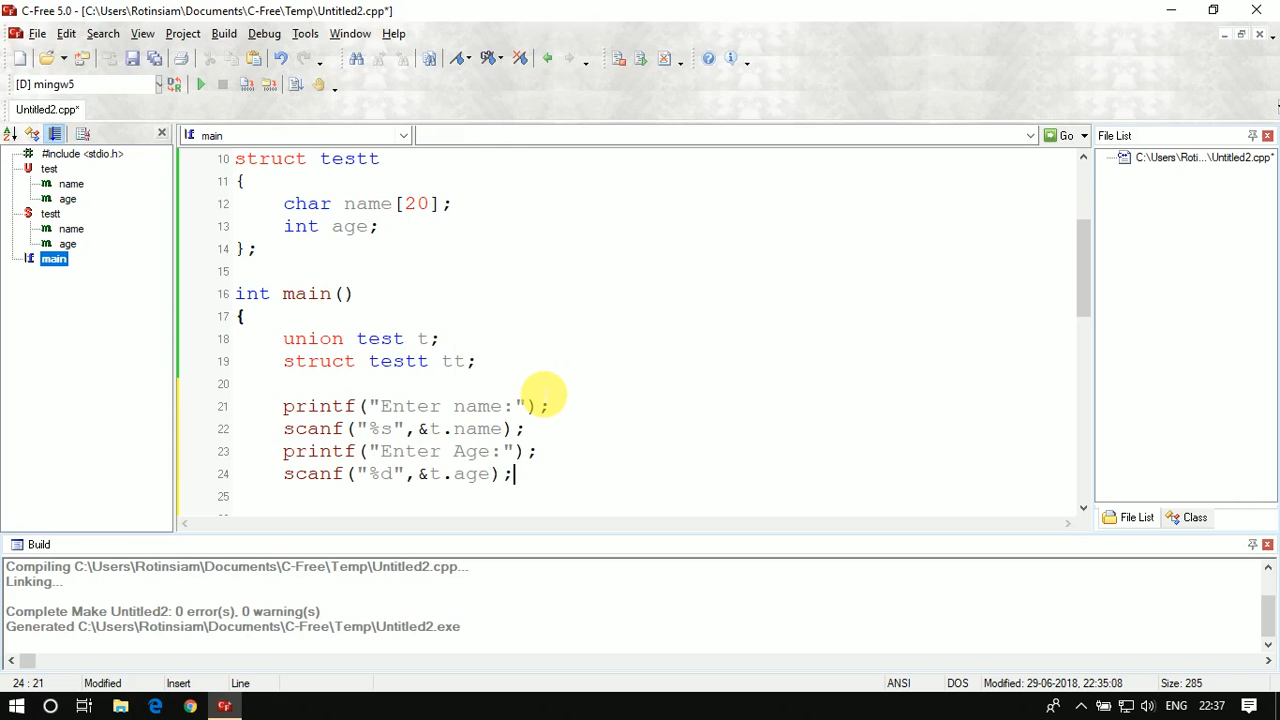 C-Free 5.0 - [C:\Users\Rotinsiam\Documents\C-Free\Temp\Untitled2.cpp*]
File Edit Search View Project Build Debug Tools Window Help
[D] mingw5
Untitled2.cpp*
main
Go
File List
#include <stdio.h>
test
name
age
testt
name
age
main
C:\Users\Roti...\Untitled2.cpp*
10 struct testt
11 {
12 char name[20];
13 int age;
14 };
15
16 int main()
17 {
18 union test t;
19 struct testt tt;
20
21 printf("Enter name:");
22 scanf("%s",&t.name);
23 printf("Enter Age:");
24 scanf("%d",&t.age);
25
File List Class
Build
Compiling C:\Users\Rotinsiam\Documents\C-Free\Temp\Untitled2.cpp...
Linking...
Complete Make Untitled2: 0 error(s), 0 warning(s)
Generated C:\Users\Rotinsiam\Documents\C-Free\Temp\Untitled2.exe
24 : 21 Modified Insert Line ANSI DOS Modified: 29-06-2018, 22:35:08 Size: 285
ENG 22:37